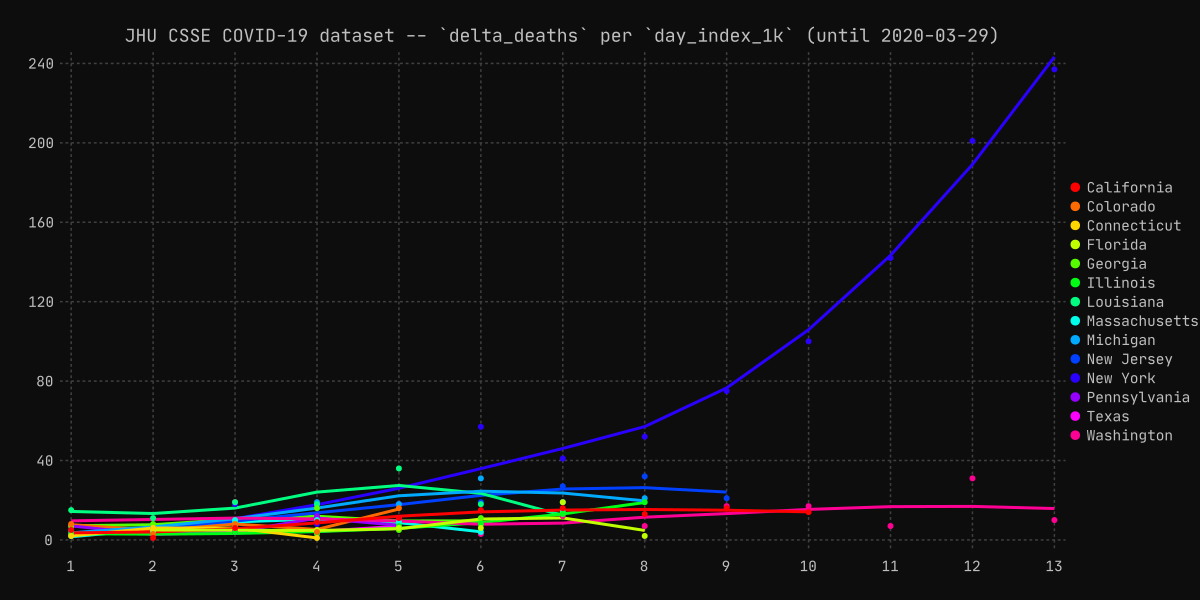 JHU CSSE COVID-19 dataset -- `delta_deaths` per `day_index_1k` (until 2020-03-29)
240
200
160
120
80
40
0
1 2 3 4 5 6 7 8 9 10 11 12 13
California
Colorado
Connecticut
Florida
Georgia
Illinois
Louisiana
Massachusetts
Michigan
New Jersey
New York
Pennsylvania
Texas
Washington